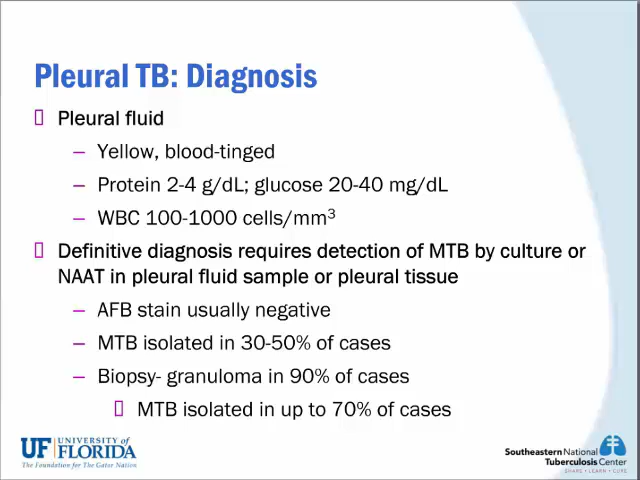 Pleural TB: Diagnosis
Pleural fluid
– Yellow, blood-tinged
– Protein 2-4 g/dL; glucose 20-40 mg/dL
– WBC 100-1000 cells/mm³
Definitive diagnosis requires detection of MTB by culture or
NAAT in pleural fluid sample or pleural tissue
– AFB stain usually negative
– MTB isolated in 30-50% of cases
– Biopsy- granuloma in 90% of cases
MTB isolated in up to 70% of cases
UF UNIVERSITY of FLORIDA
The Foundation for The Gator Nation
Southeastern National
Tuberculosis Center
SHARE • LEARN • CURE